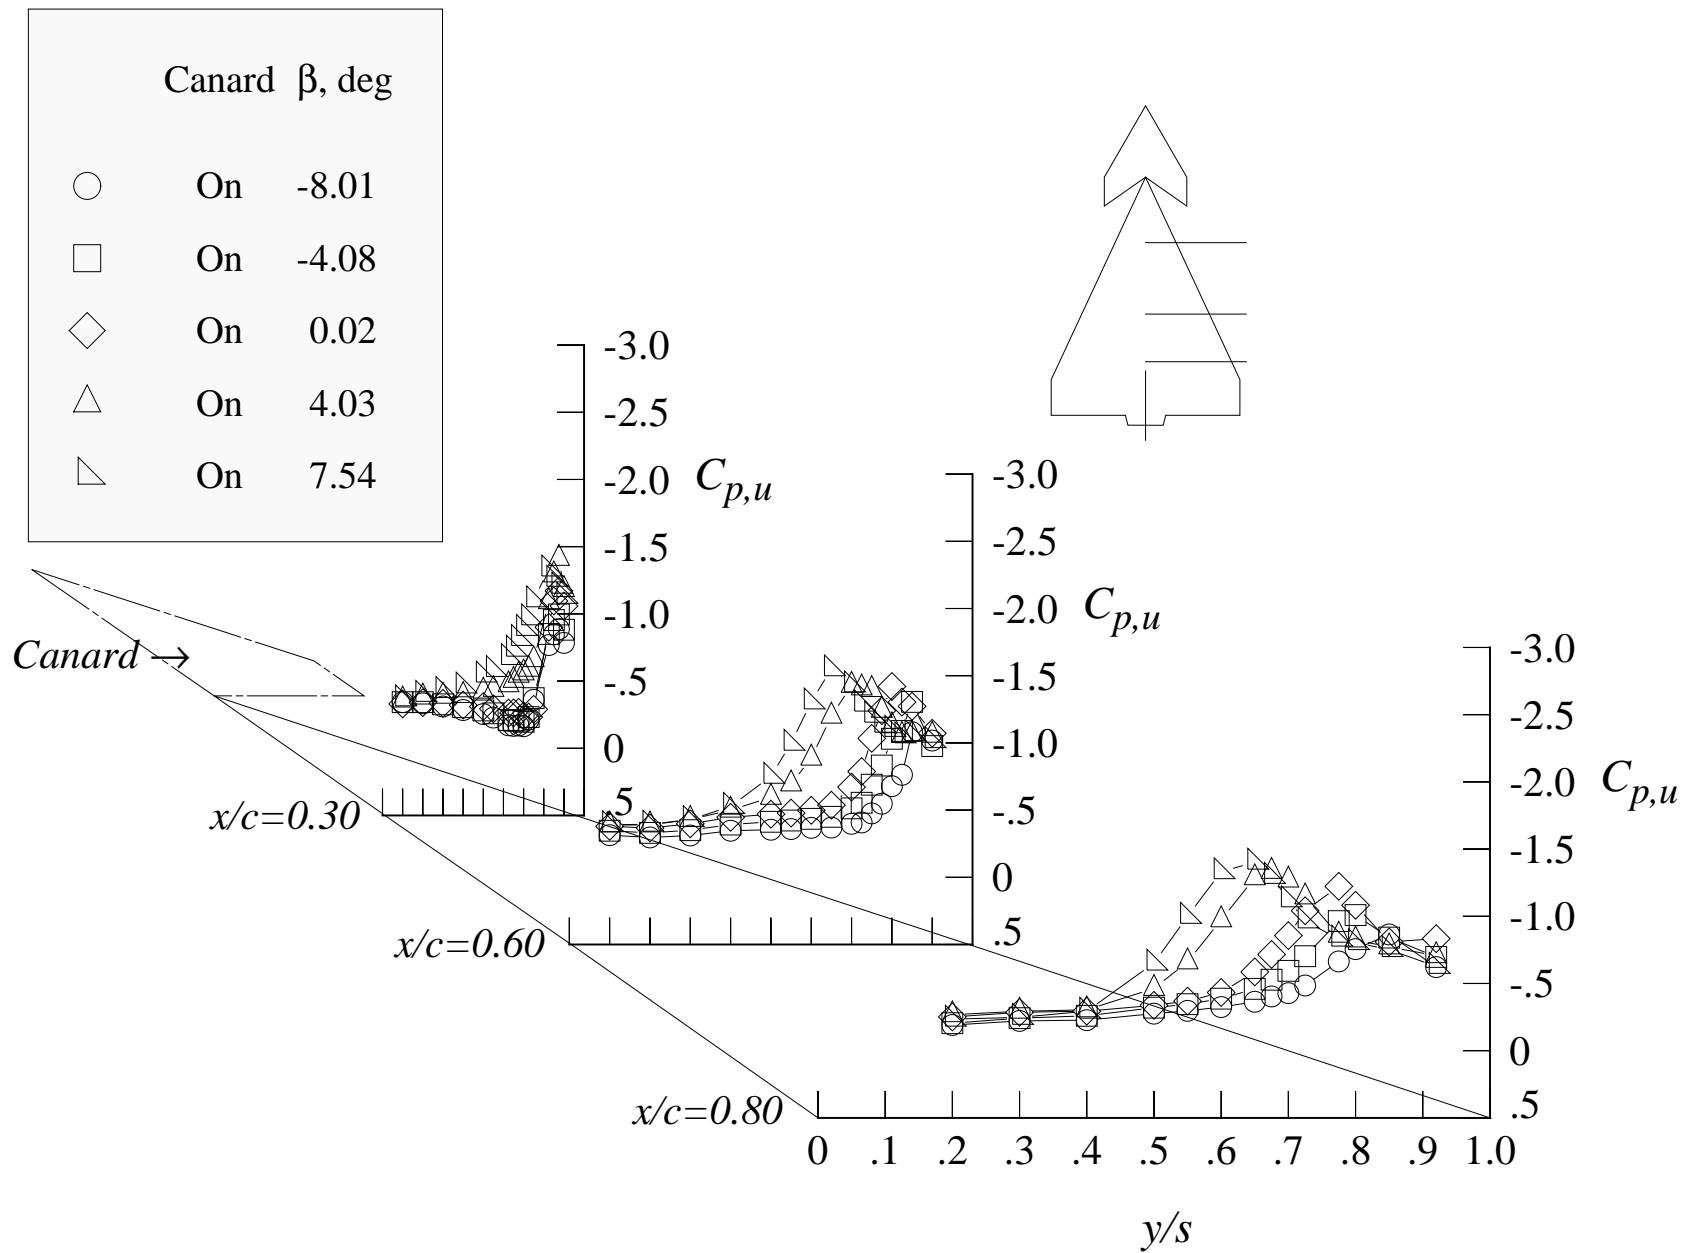 Canard β, deg
On -8.01
On -4.08
On 0.02
On 4.03
On 7.54
Canard →
-3.0
-2.5
-2.0 Cp,u
-1.5
-1.0
-.5
0
.5
x/c=0.30
-3.0
-2.5
-2.0 Cp,u
-1.5
-1.0
-.5
0
.5
x/c=0.60
-3.0
-2.5
-2.0 Cp,u
-1.5
-1.0
-.5
0
.5
x/c=0.80
0 .1 .2 .3 .4 .5 .6 .7 .8 .9 1.0
y/s